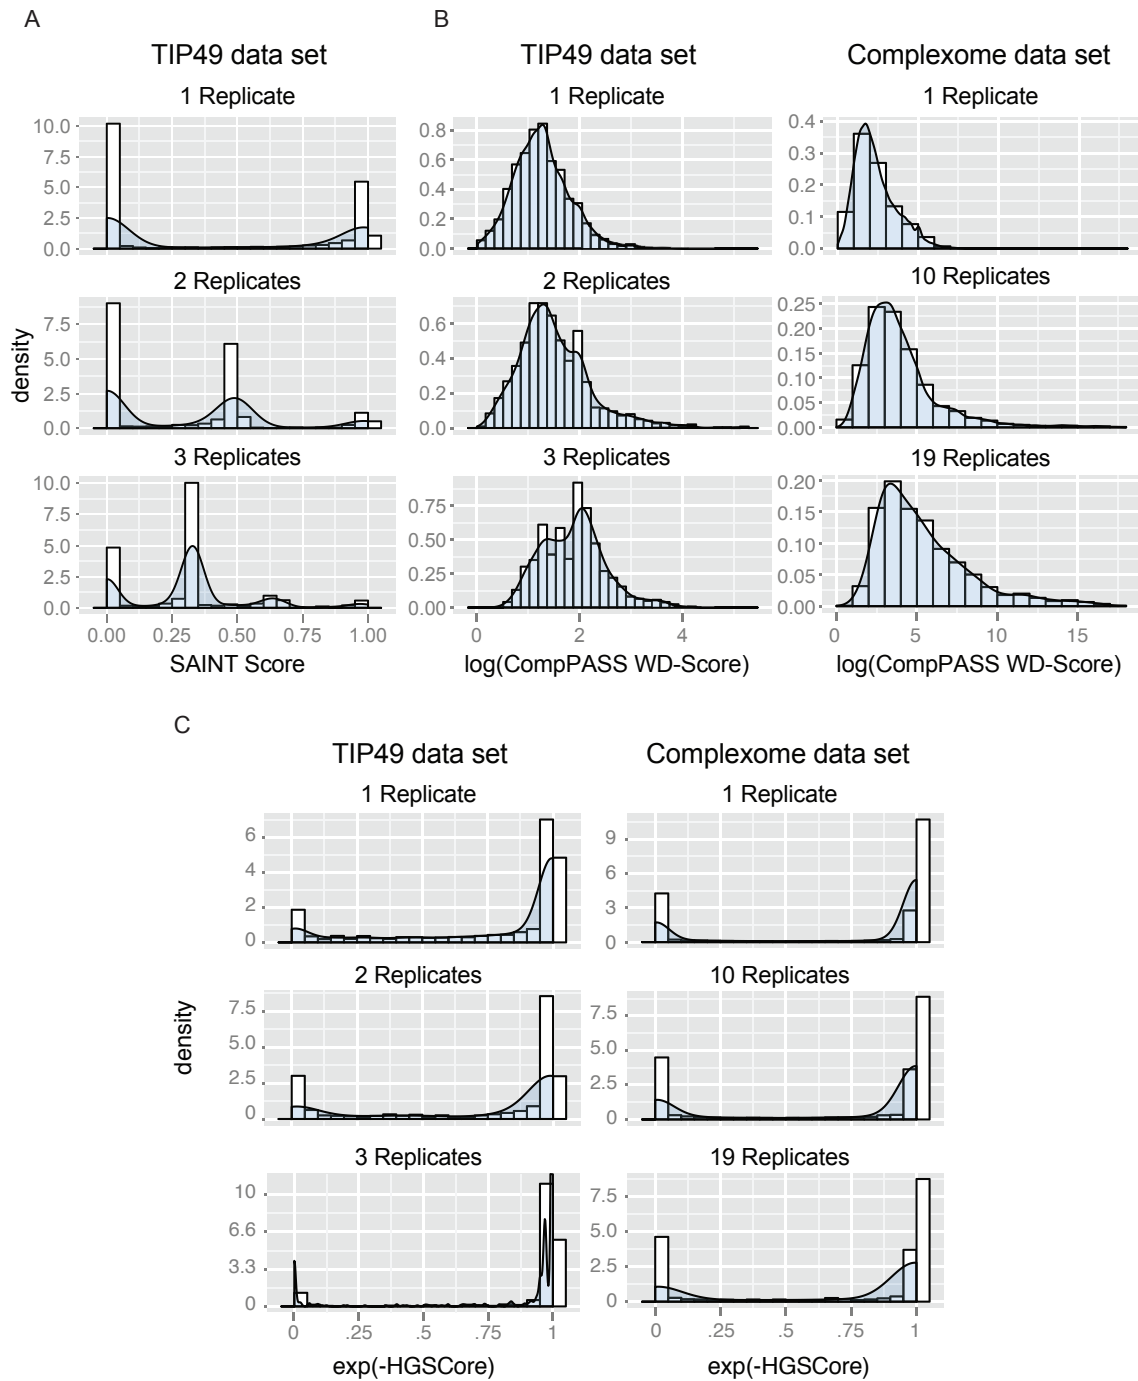 A
B
TIP49 data set
TIP49 data set
Complexome data set
1 Replicate
1 Replicate
1 Replicate
10.0
7.5
5.0
2.5
0.0
0.8
0.6
0.4
0.2
0.0
0.4
0.3
0.2
0.1
0.0
2 Replicates
2 Replicates
10 Replicates
density
7.5
5.0
2.5
0.0
0.6
0.4
0.2
0.0
0.25
0.20
0.15
0.10
0.05
0.00
3 Replicates
3 Replicates
19 Replicates
10.0
7.5
5.0
2.5
0.0
0.75
0.50
0.25
0.00
0.20
0.15
0.10
0.05
0.00
0.00 0.25 0.50 0.75 1.00
0 2 4
0 5 10 15
SAINT Score
log(CompPASS WD-Score)
log(CompPASS WD-Score)
C
TIP49 data set
Complexome data set
1 Replicate
1 Replicate
6
4
2
0
9
6
3
0
2 Replicates
10 Replicates
density
7.5
5.0
2.5
0
7.5
5.0
2.5
0
3 Replicates
19 Replicates
10
6.6
3.3
0
7.5
5.0
2.5
0
0 .25 .5 .75 1
0 .25 .5 .75 1
exp(-HGSCore)
exp(-HGSCore)